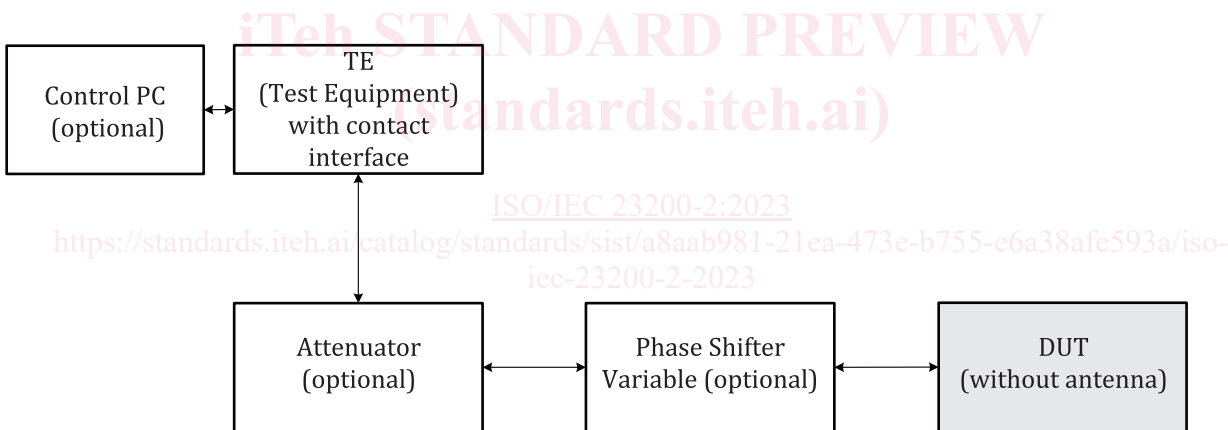 iTeh STANDARD PREVIEW
(standards.iteh.ai)
Control PC
(optional)
TE
(Test Equipment)
with contact
interface
ISO/IEC 23200-2:2023
https://standards.iteh.ai/catalog/standards/sist/a8aab981-21ea-473e-b755-e6a38afe593a/iso-
iec-23200-2-2023
Attenuator
(optional)
Phase Shifter
Variable (optional)
DUT
(without antenna)